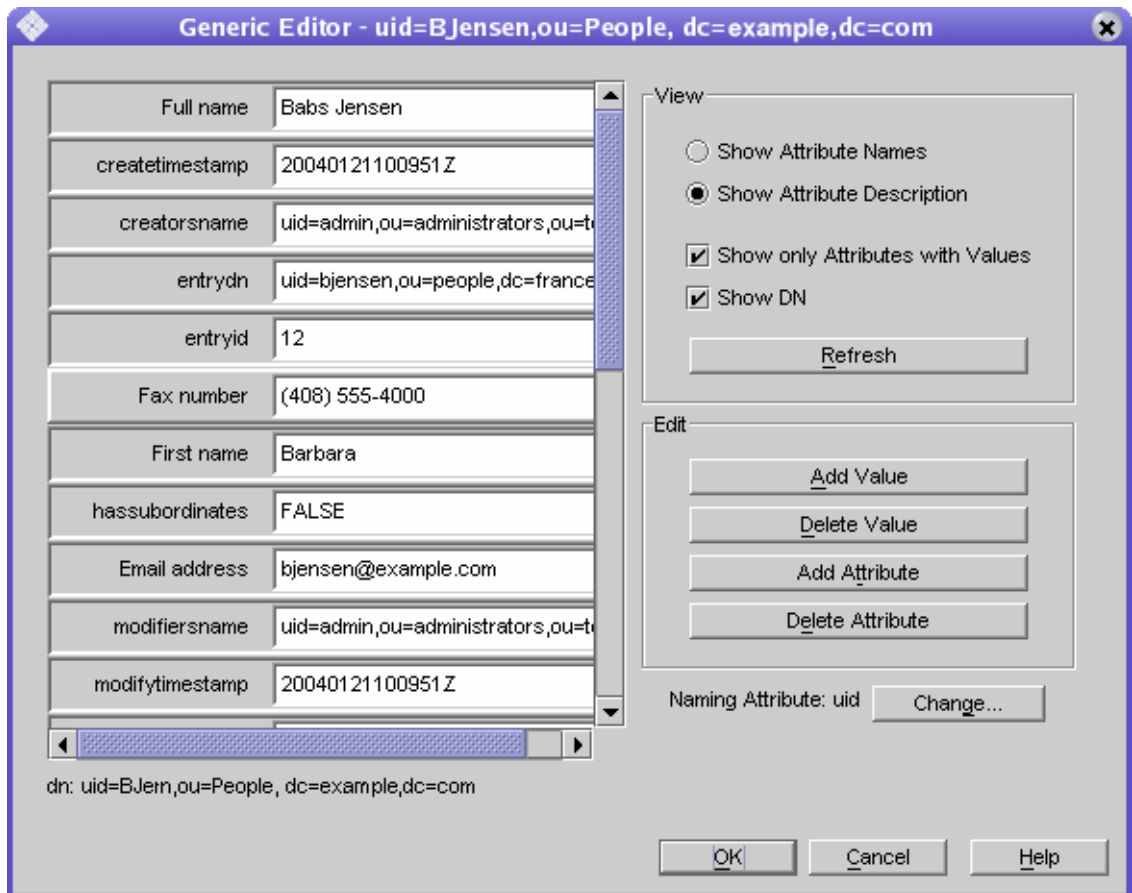 Generic Editor - uid=BJensen,ou=People, dc=example,dc=com
Full name Babs Jensen
createtimestamp 20040121100951Z
creatorsname uid=admin,ou=administrators,ou=t
entrydn uid=bjensen,ou=people,dc=france
entryid 12
Fax number (408) 555-4000
First name Barbara
hassubordinates FALSE
Email address bjensen@example.com
modifiersname uid=admin,ou=administrators,ou=t
modifytimestamp 20040121100951Z
dn: uid=BJern,ou=People, dc=example,dc=com
View
Show Attribute Names
Show Attribute Description
Show only Attributes with Values
Show DN
Refresh
Edit
Add Value
Delete Value
Add Attribute
Delete Attribute
Naming Attribute: uid Change...
OK Cancel Help